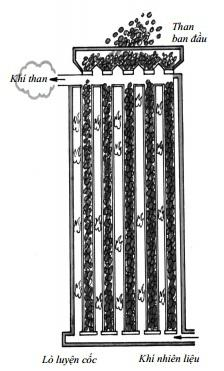 Than
ban đầu
Khí than
Lò luyện cốc
Khí nhiên liệu